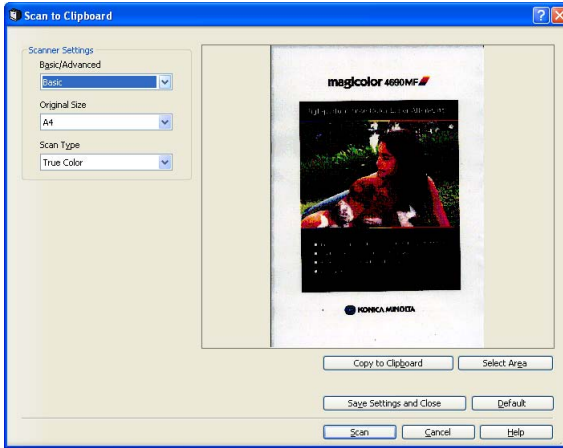 Scan to Clipboard
Scanner Settings
Basic/Advanced
Basic
Original Size
A4
Scan Type
True Color
magicolor 4690MF
KONICA MINOLTA
Copy to Clipboard
Select Area
Save Settings and Close
Default
Scan
Cancel
Help